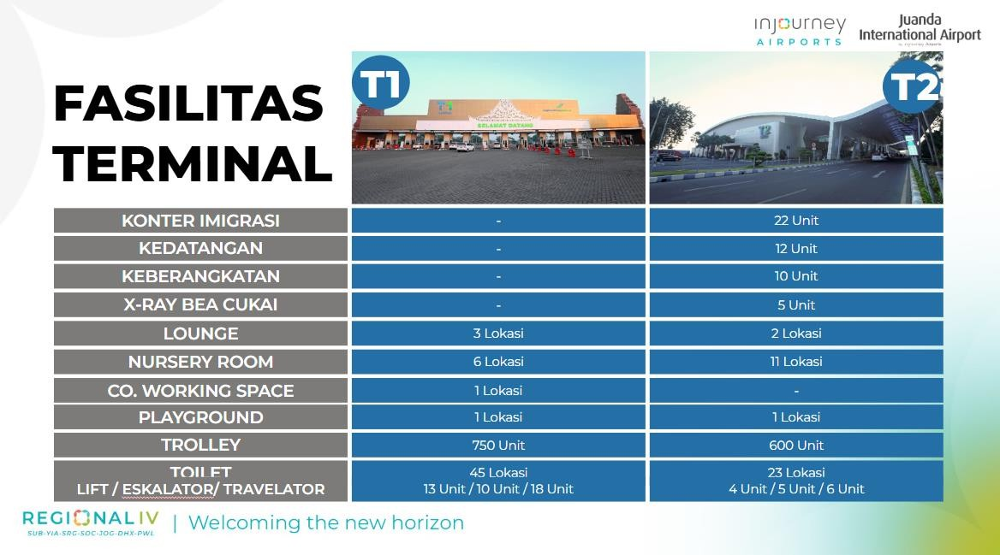 injourney
AIRPORTS
Juanda
International Airport
by Injourney Airports
FASILITAS
TERMINAL
T1
T1
SELAMAT DATANG
T2
T2
KONTER IMIGRASI - 22 Unit
KEDATANGAN - 12 Unit
KEBERANGKATAN - 10 Unit
X-RAY BEA CUKAI - 5 Unit
LOUNGE 3 Lokasi 2 Lokasi
NURSERY ROOM 6 Lokasi 11 Lokasi
CO. WORKING SPACE 1 Lokasi -
PLAYGROUND 1 Lokasi 1 Lokasi
TROLLEY 750 Unit 600 Unit
TOILET 45 Lokasi 23 Lokasi
LIFT / ESKALATOR/ TRAVELATOR 13 Unit / 10 Unit / 18 Unit 4 Unit / 5 Unit / 6 Unit
REGIONAL IV | Welcoming the new horizon
SUB-YIA-SRG-SOC-JOG-DHX-PWL